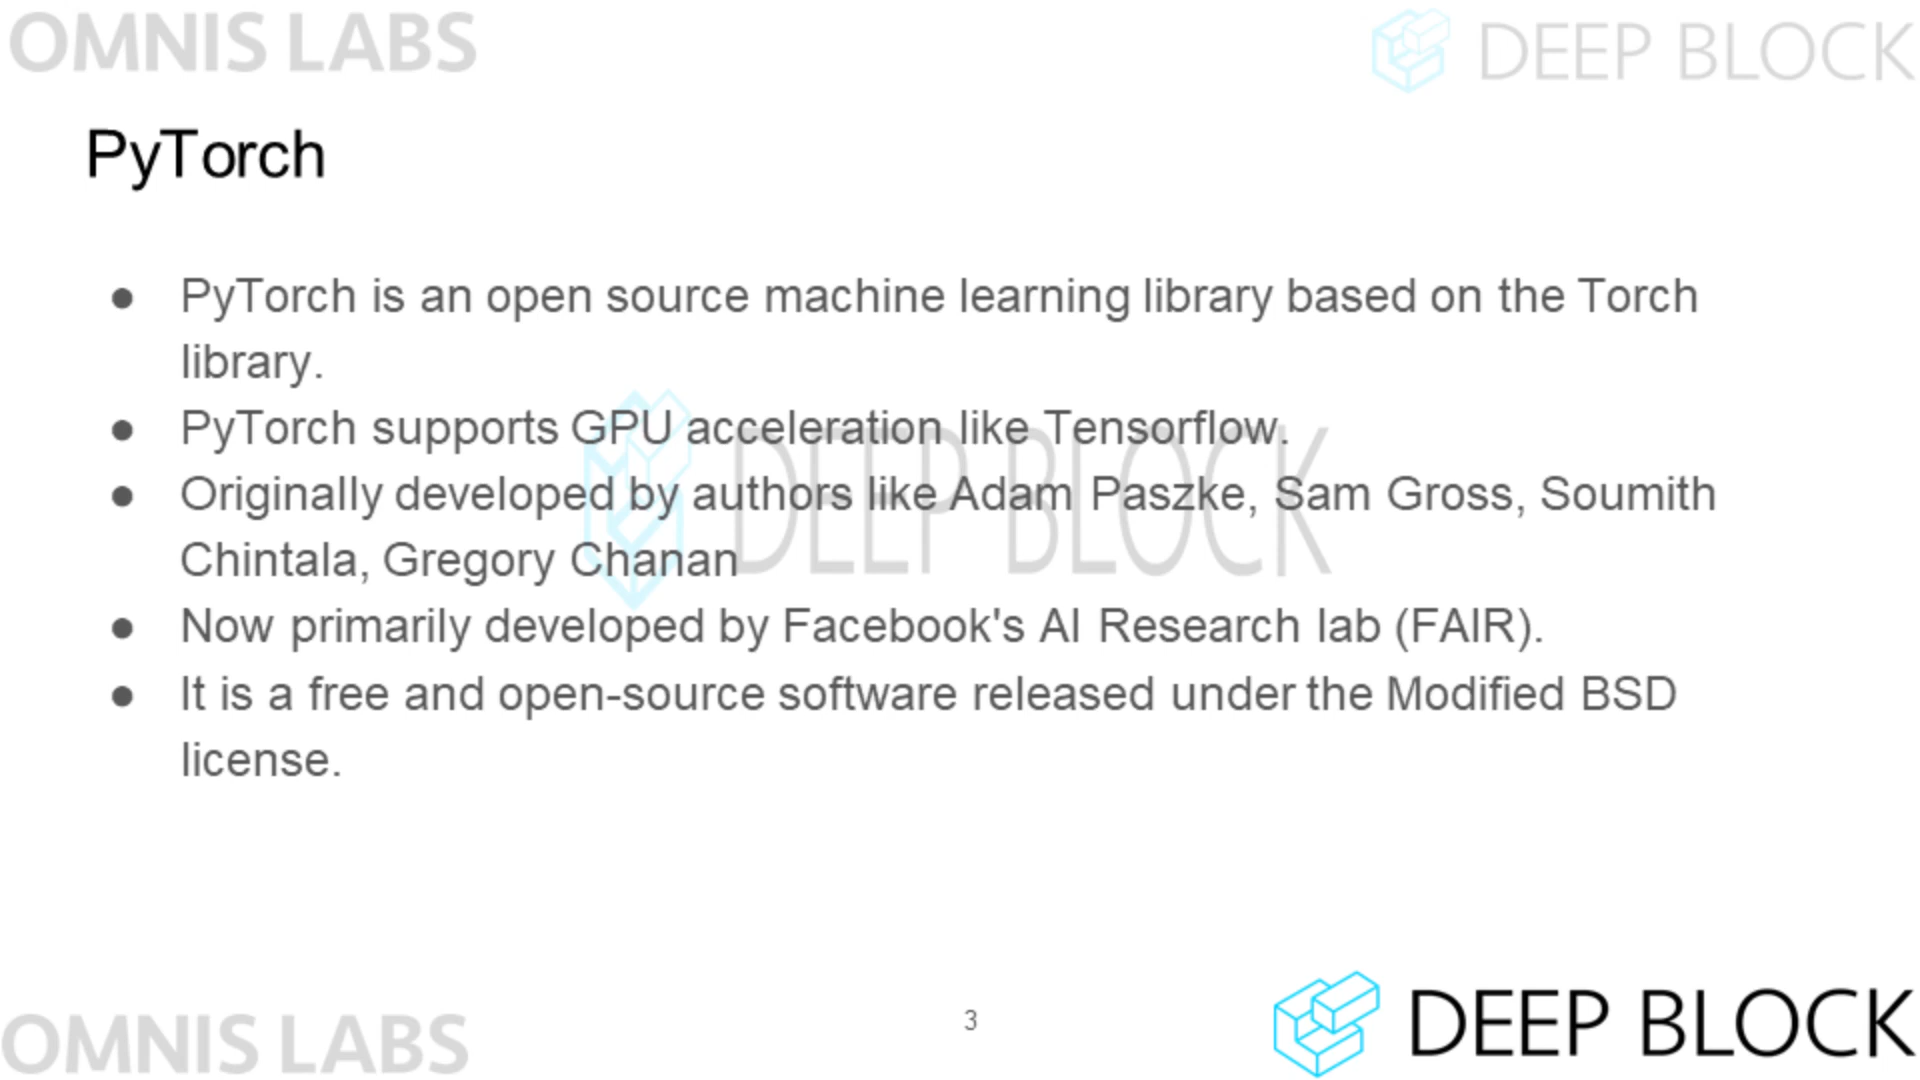 OMNIS LABS
DEEP BLOCK
PyTorch
● PyTorch is an open source machine learning library based on the Torch
library.
● PyTorch supports GPU acceleration like Tensorflow.
● Originally developed by authors like Adam Paszke, Sam Gross, Soumith
Chintala, Gregory Chanan
DEEP BLOCK
● Now primarily developed by Facebook's AI Research lab (FAIR).
● It is a free and open-source software released under the Modified BSD
license.
OMNIS LABS
3
DEEP BLOCK